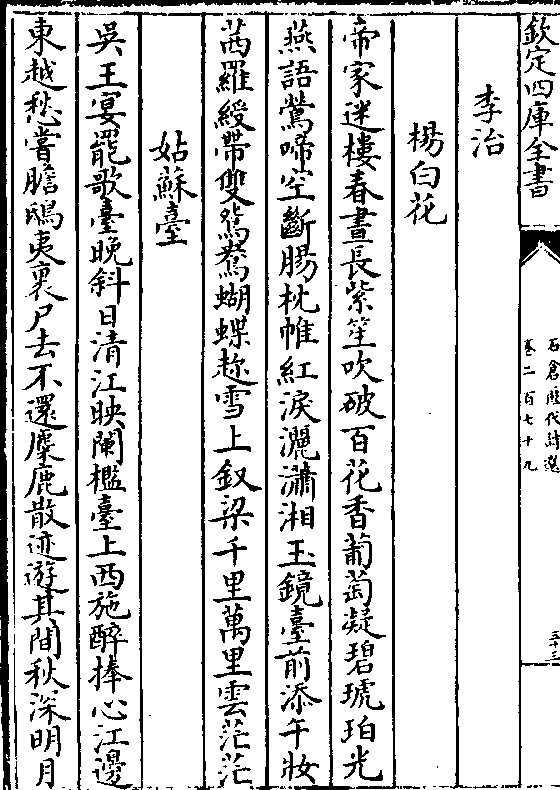 欽定四庫全書
石倉歷代詩選
卷二百七十九
五十三
李治
楊白花
帝家迷樓春晝長紫笙吹破百花香葡萄凝碧琥珀光
燕語鶯啼空斷腸枕帷紅淚灑瀟湘玉鏡臺前添午妝
茜羅綬帶雙鴛鴦蝴蝶趂雪上釵梁千里萬里雲茫茫
姑蘇臺
吳王宴罷歌臺晚斜日清江映闌檻臺上西施醉捧心江邊
東越愁嘗膽鴟夷裹尸去不還麋鹿散迹遊其間秋深明月